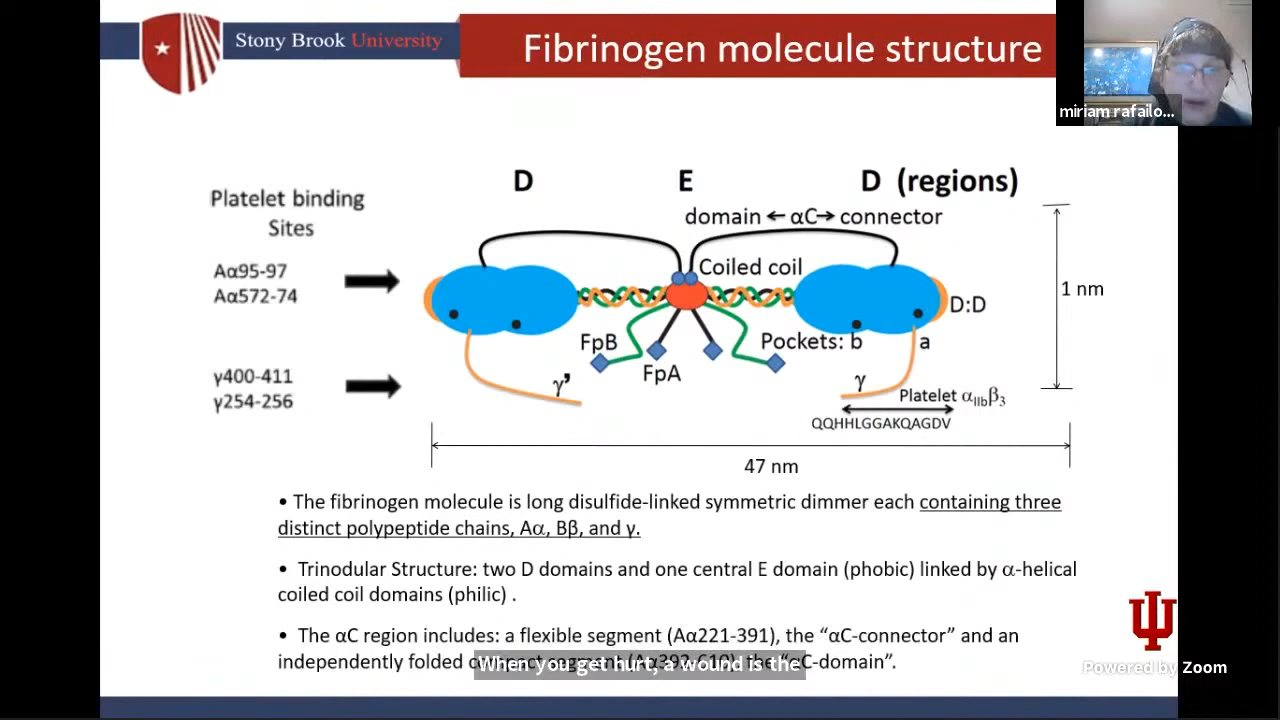 Stony Brook University
Fibrinogen molecule structure
miriam rafailo...
D E D (regions)
Platelet binding
Sites
domain ←αC→ connector
Aα95-97
Aα572-74
Coiled coil
1 nm
D:D
FpB
FpA
Pockets: b a
γ400-411
γ254-256
γ’
γ
Platelet αIIbβ3
QQHHLGGAKQAGDV
47 nm
• The fibrinogen molecule is long disulfide-linked symmetric dimmer each containing three
distinct polypeptide chains, Aα, Bβ, and γ.
• Trinodular Structure: two D domains and one central E domain (phobic) linked by α-helical
coiled coil domains (philic) .
• The αC region includes: a flexible segment (Aα221-391), the “αC-connector” and an
independently folded the “αC-domain”.
When you get hurt, a wound is the
Powered by Zoom